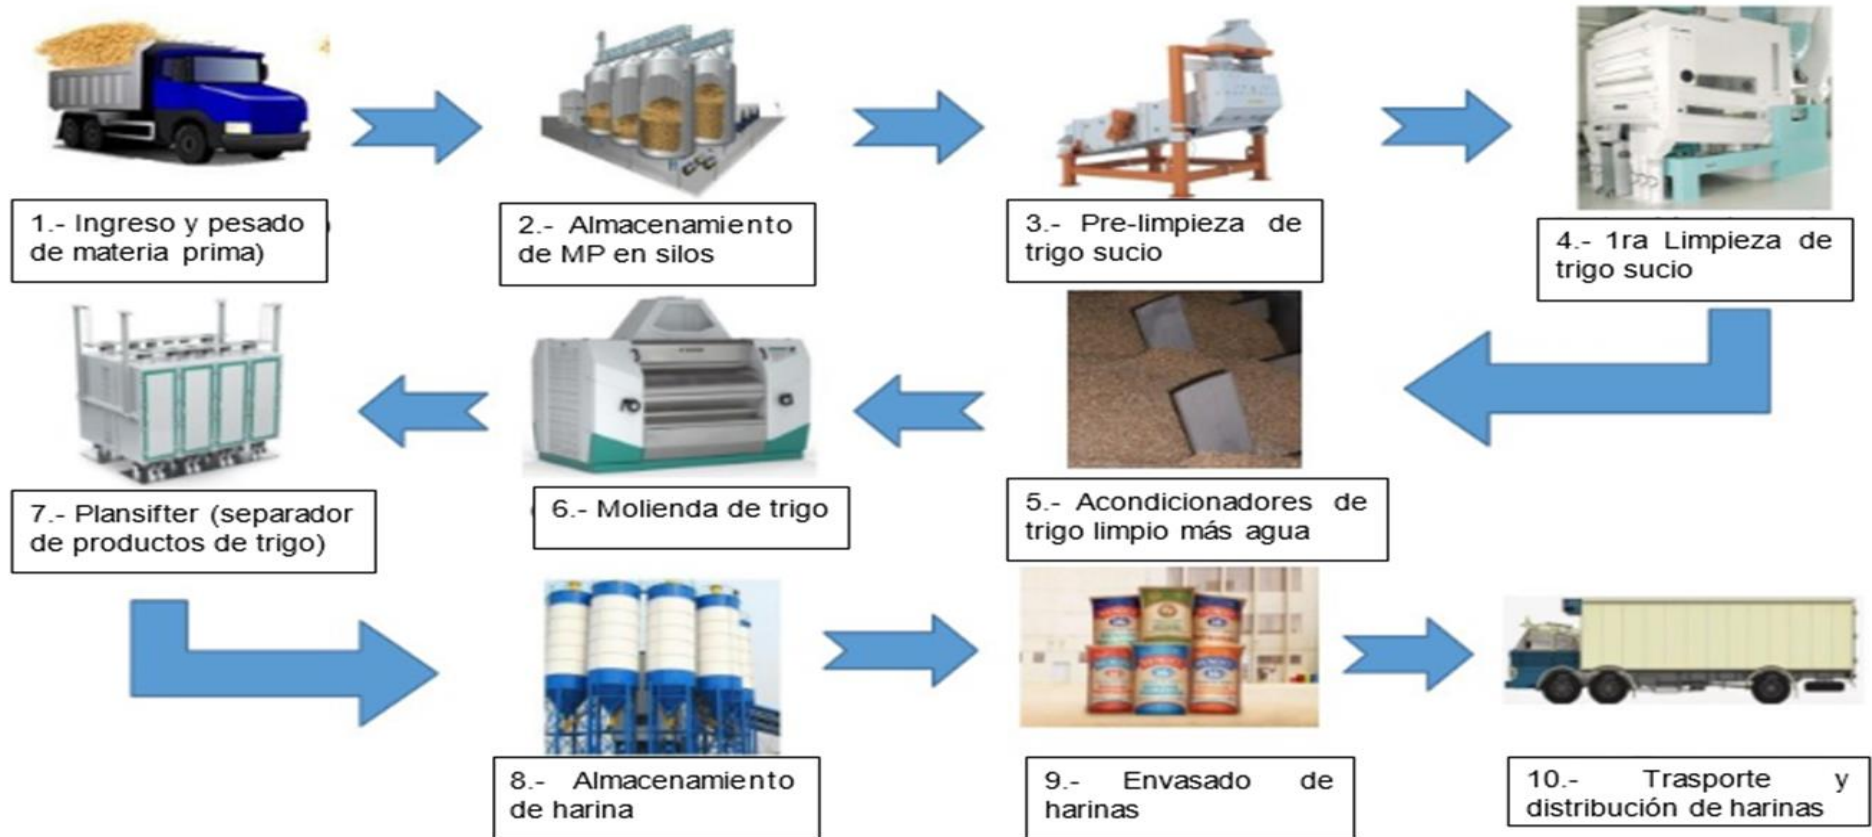 1.- Ingreso y pesado
de materia prima)
2.- Almacenamiento
de MP en silos
3.- Pre-limpieza de
trigo sucio
4.- 1ra Limpieza de
trigo sucio
7.- Plansifter (separador
de productos de trigo)
6.- Molienda de trigo
5.- Acondicionadores de
trigo limpio más agua
8.- Almacenamiento
de harina
9.- Envasado de
harinas
10.- Trasporte y
distribución de harinas